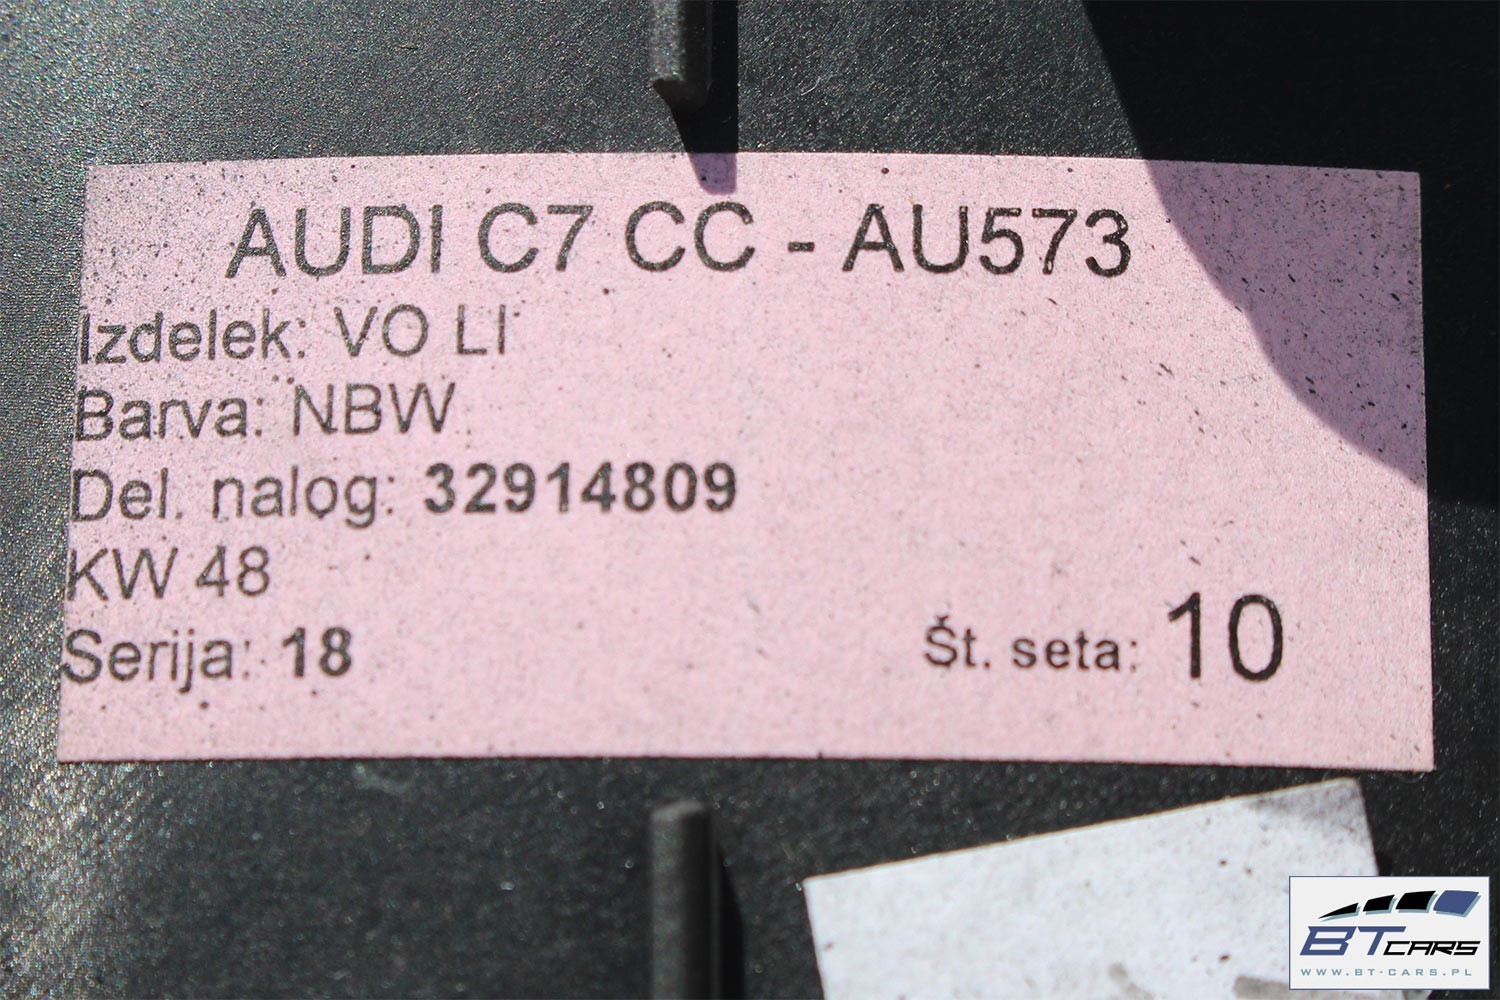 AUDI C7 CC - AU573
Izdelek: VO LI
Barva: NBW
Del. nalog: 32914809
KW 48
Serija: 18
Št. seta: 10
BT CARS
WWW.BT-CARS.PL